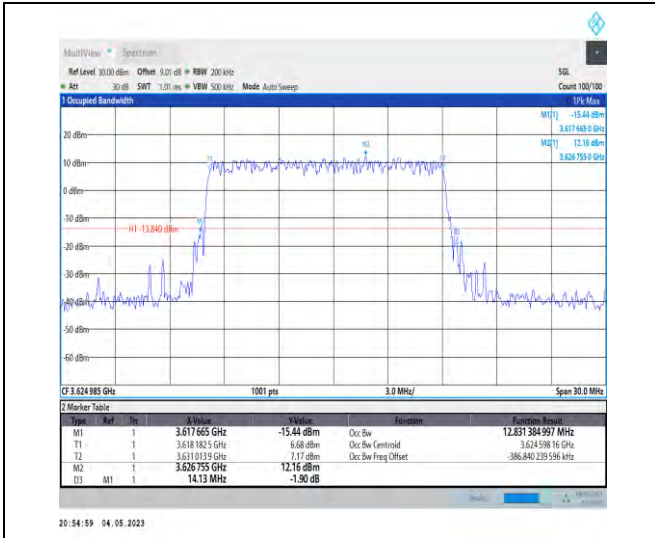 MultiView Spectrum
Ref Level 30.00 dBm Offset 9.01 dB RBW 200 kHz SGL
Att 30 dB SWT 1.01 ms VBW 500 kHz Mode Auto Sweep Count 100/100
1 Occupied Bandwidth 1Pk Max
M1[1] -15.44 dBm
3.617 665 0 GHz
M2[1] 12.16 dBm
3.626 755 0 GHz
20 dBm
M2
T1
10 dBm
0 dBm
-10 dBm
H1 -13.840 dBm
D3
-20 dBm
-30 dBm
-40 dBm
-50 dBm
-60 dBm
CF 3.624 985 GHz 1001 pts 3.0 MHz/ Span 30.0 MHz
2 Marker Table
Type Ref Trc X-Value Y-Value Function Function Result
M1 1 3.617 665 GHz -15.44 dBm Occ Bw 12.831 384 997 MHz
T1 1 3.618 182 5 GHz 6.68 dBm Occ Bw Centroid 3.624 598 16 GHz
T2 1 3.631 013 9 GHz 7.17 dBm Occ Bw Freq Offset -386.840 239 596 kHz
M2 1 3.626 755 GHz 12.16 dBm
D3 M1 1 14.13 MHz -1.90 dB
20:54:59 04.05.2023